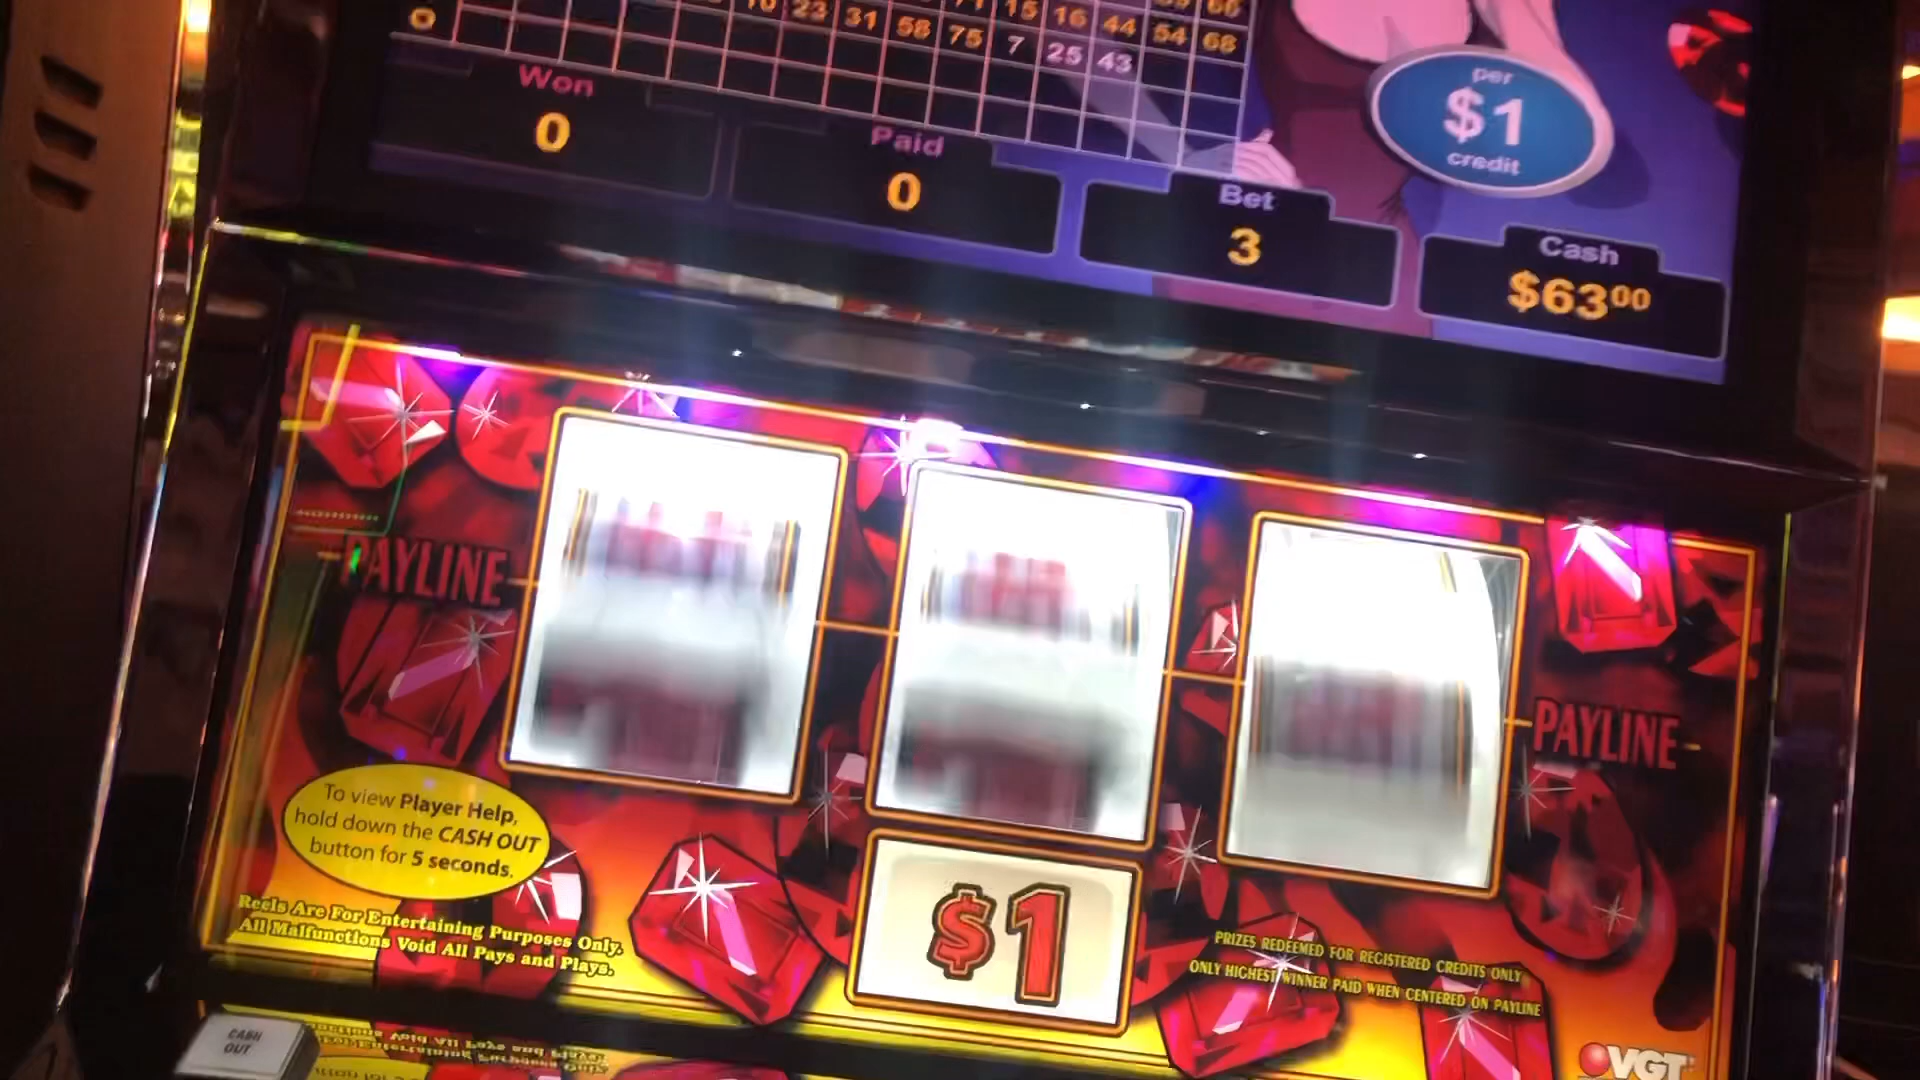 10 23 31 58 75 15 16 44 54 68
0
7 25 43
Won
0
Paid
0
Bet
3
Cash
$63⁰⁰
per
$1
credit
PAYLINE
PAYLINE
To view Player Help,
hold down the CASH OUT
button for 5 seconds.
Reels Are For Entertaining Purposes Only.
All Malfunctions Void All Pays and Plays.
$1
PRIZES REDEEMED FOR REGISTERED CREDITS ONLY
ONLY HIGHEST WINNER PAID WHEN CENTERED ON PAYLINE
CASH
OUT
VGT